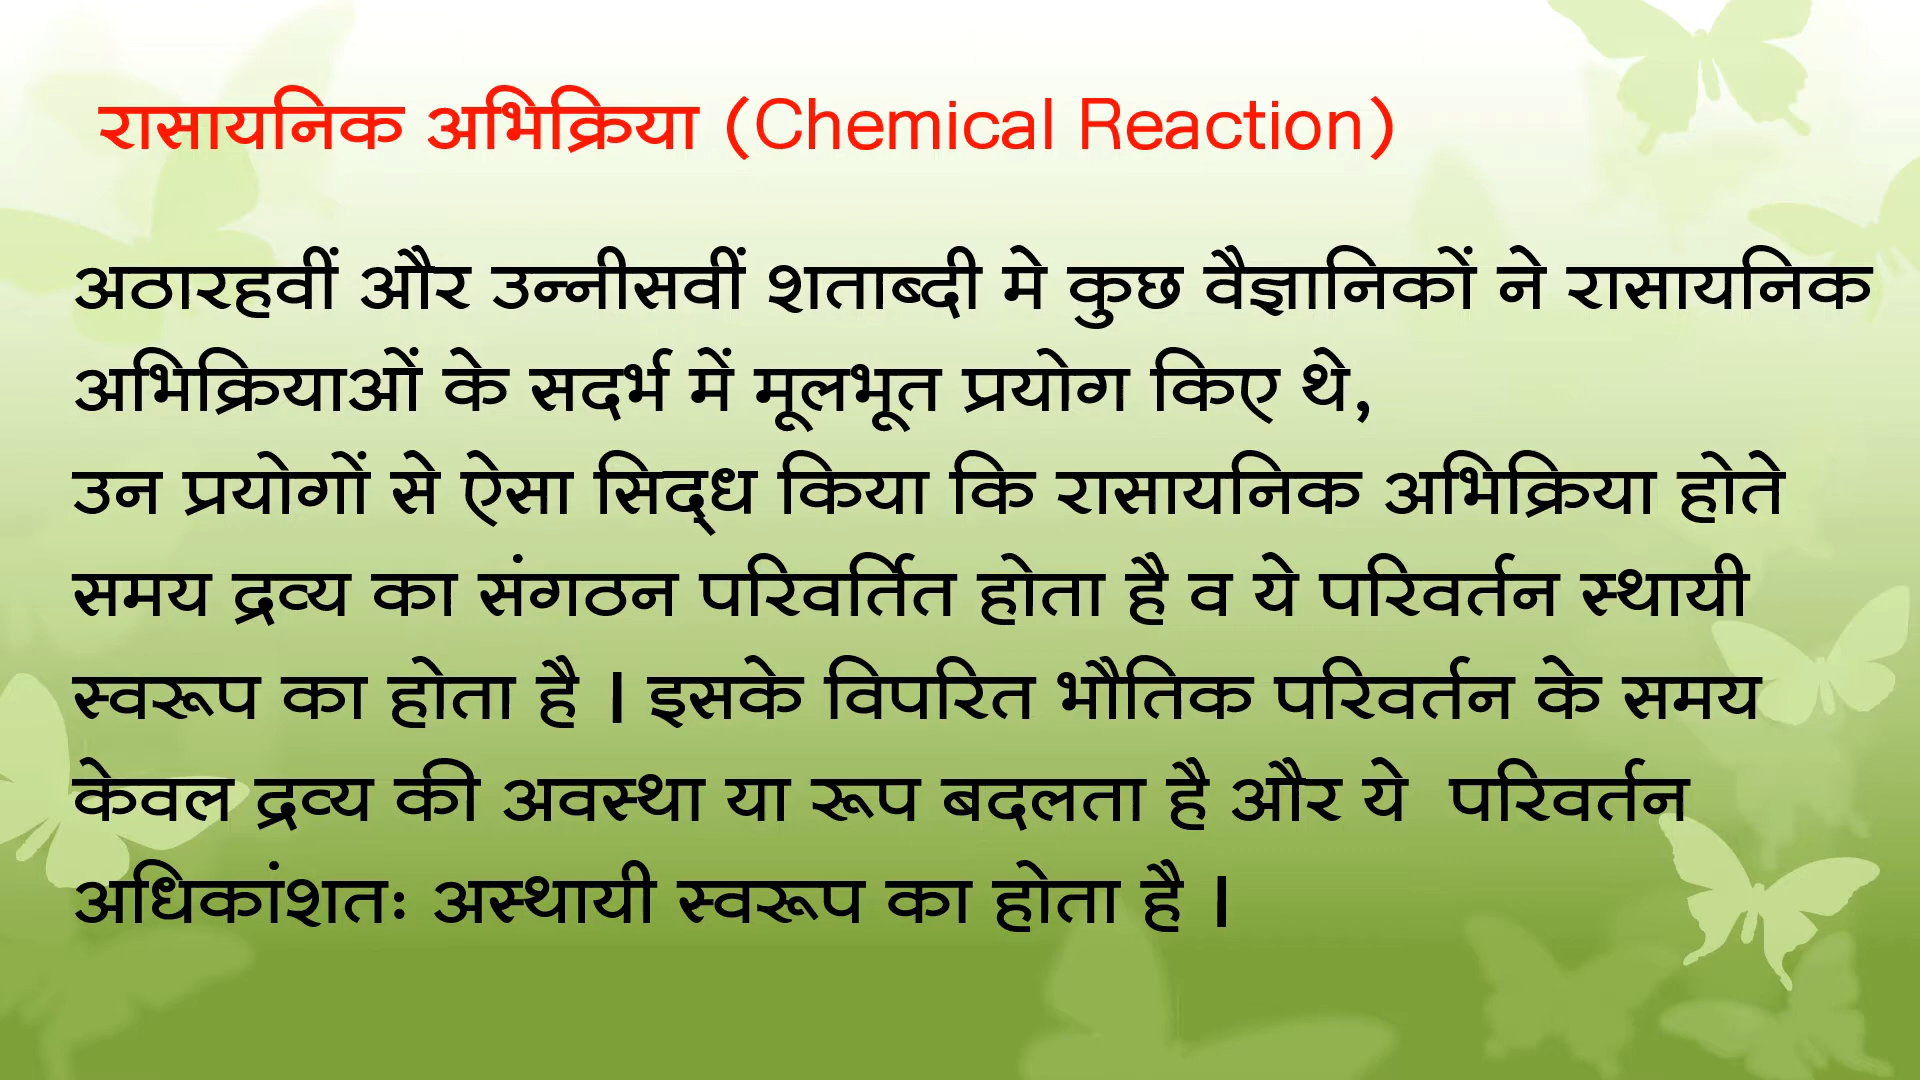 रासायनिक अभिक्रिया (Chemical Reaction)
अठारहवीं और उन्नीसवीं शताब्दी मे कुछ वैज्ञानिकों ने रासायनिक
अभिक्रियाओं के सदर्भ में मूलभूत प्रयोग किए थे,
उन प्रयोगों से ऐसा सिद्‌ध किया कि रासायनिक अभिक्रिया होते
समय द्रव्य का संगठन परिवर्तित होता है व ये परिवर्तन स्थायी
स्वरूप का होता है । इसके विपरित भौतिक परिवर्तन के समय
केवल द्रव्य की अवस्था या रूप बदलता है और ये परिवर्तन
अधिकांशतः अस्थायी स्वरूप का होता है ।